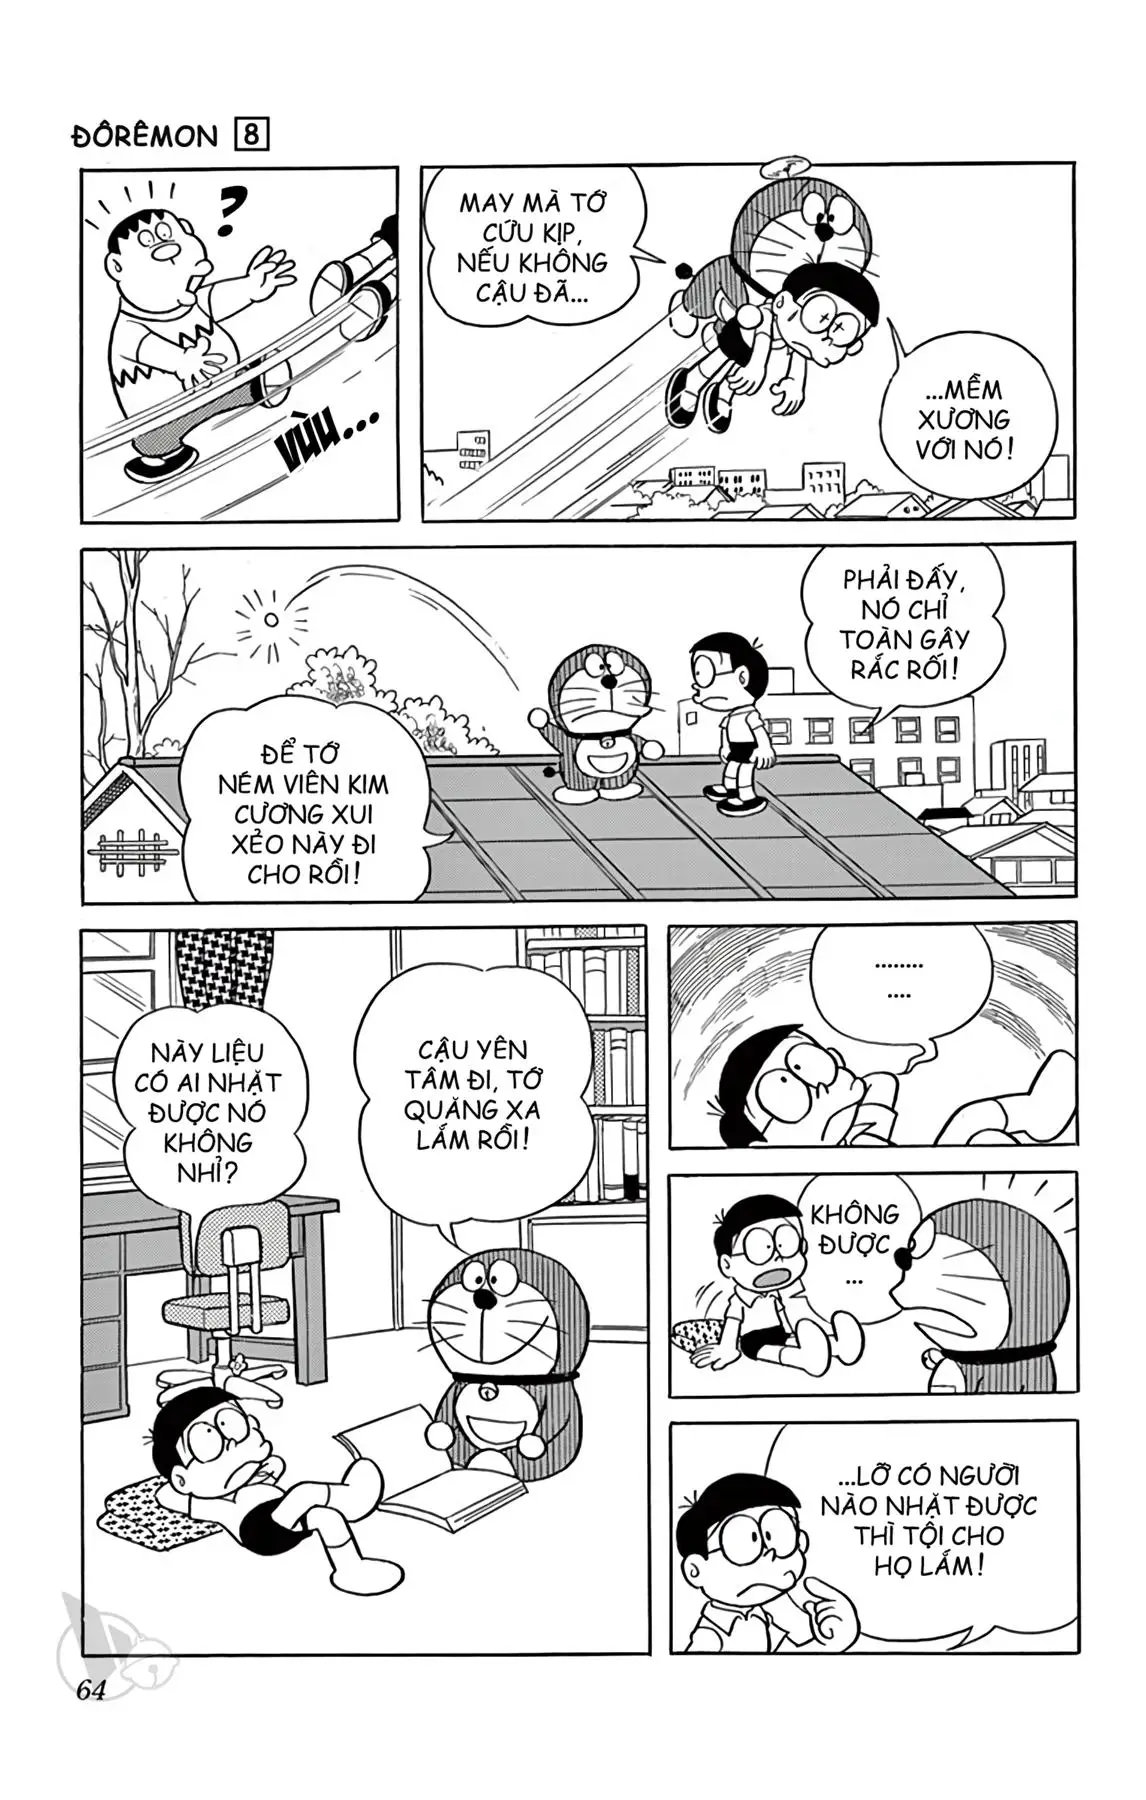 ĐÔRÊMON 8
?
VÙU...
MAY MÀ TỚ
CỨU KỊP,
NẾU KHÔNG
CẬU ĐÃ...
...MỀM
XƯƠNG
VỚI NÓ!
PHẢI ĐẤY,
NÓ CHỈ
TOÀN GÂY
RẮC RỐI!
ĐỂ TỚ
NÉM VIÊN KIM
CƯƠNG XUI
XẺO NÀY ĐI
CHO RỒI!
NÀY LIỆU
CÓ AI NHẶT
ĐƯỢC NÓ
KHÔNG
NHỈ?
CẬU YÊN
TÂM ĐI, TỚ
QUĂNG XA
LẮM RỒI!
.........
.....
KHÔNG
ĐƯỢC
...
...LỠ CÓ NGƯỜI
NÀO NHẶT ĐƯỢC
THÌ TỘI CHO
HỌ LẮM!
64